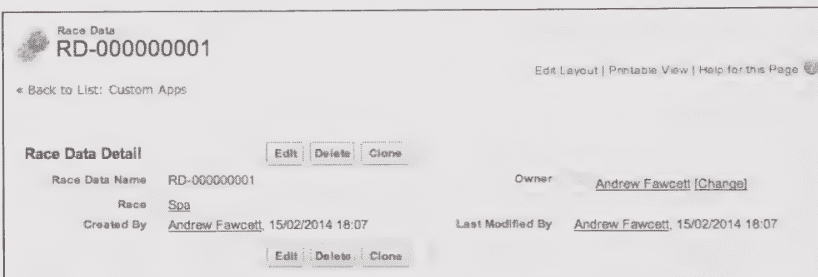 Race Data
RD-000000001
Edit Layout | Printable View | Help for this Page
« Back to List: Custom Apps
Race Data Detail Edit Delete Clone
Race Data Name RD-000000001 Owner Andrew Fawcett [Change]
Race Spa
Created By Andrew Fawcett, 15/02/2014 18:07 Last Modified By Andrew Fawcett, 15/02/2014 18:07
Edit Delete Clone